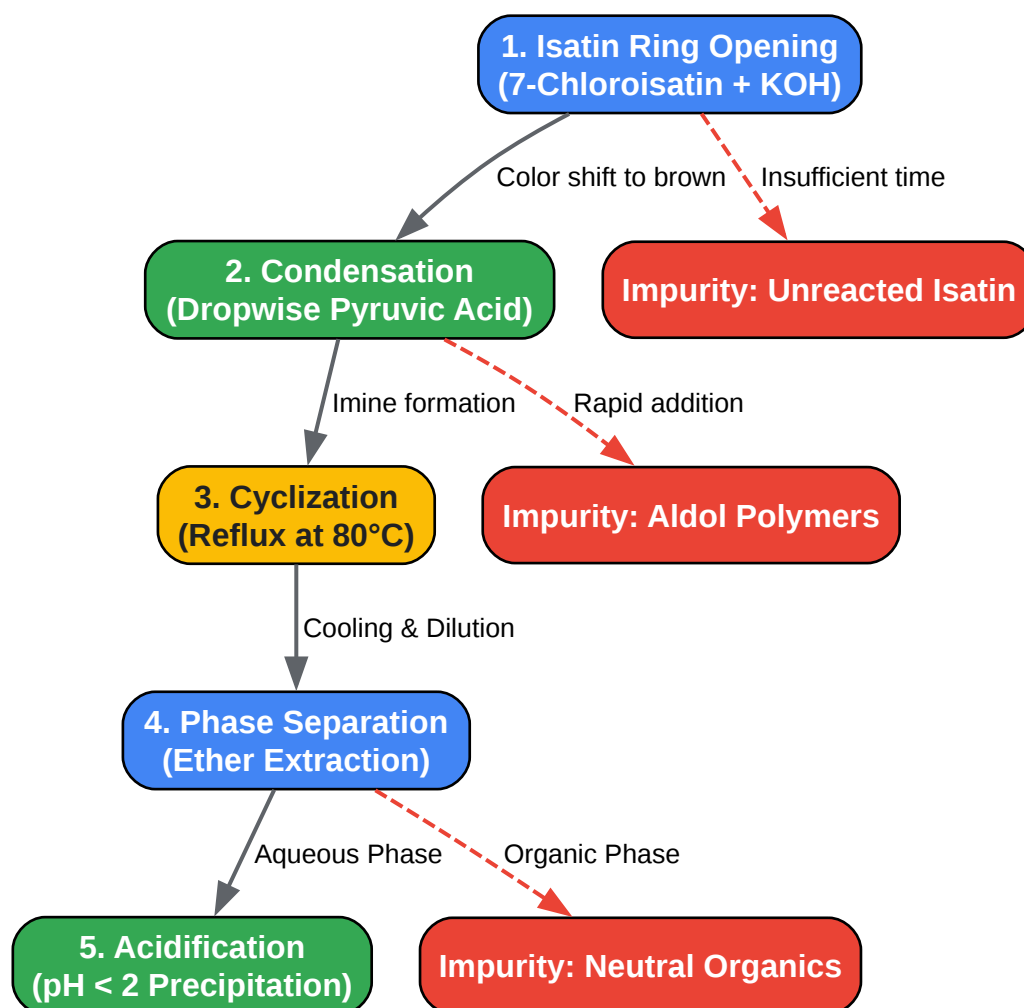 1. Isatin Ring Opening
(7-Chloroisatin + KOH)
Color shift to brown
Insufficient time
2. Condensation
(Dropwise Pyruvic Acid)
Impurity: Unreacted Isatin
Imine formation
Rapid addition
3. Cyclization
(Reflux at 80°C)
Impurity: Aldol Polymers
Cooling & Dilution
4. Phase Separation
(Ether Extraction)
Aqueous Phase
Organic Phase
5. Acidification
(pH < 2 Precipitation)
Impurity: Neutral Organics